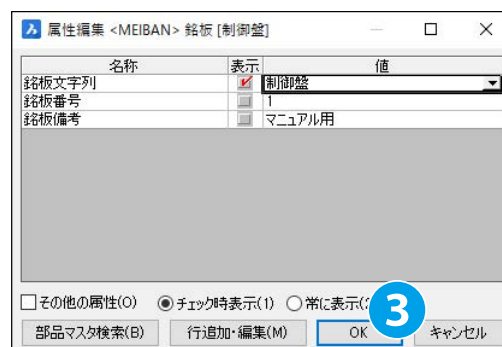 属性編集 <MEIBAN> 銘板 [制御盤]
名称 表示 値
銘板文字列 制御盤
銘板番号 1
銘板備考 マニュアル用
その他の属性(O) チェック時表示(1) 常に表示(
3
部品マスタ検索(B) 行追加・編集(M) OK キャンセル